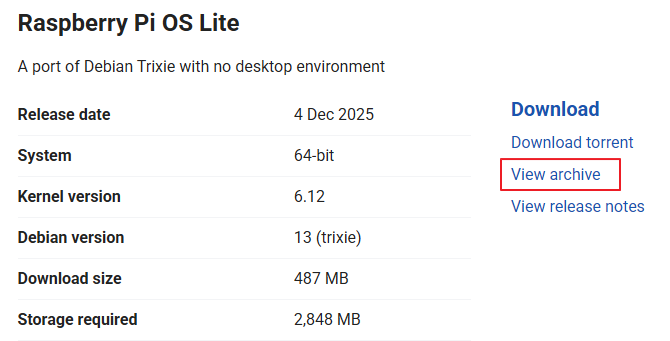 Raspberry Pi OS Lite
A port of Debian Trixie with no desktop environment
Release date 4 Dec 2025
System 64-bit
Kernel version 6.12
Debian version 13 (trixie)
Download size 487 MB
Storage required 2,848 MB
Download
Download torrent
View archive
View release notes